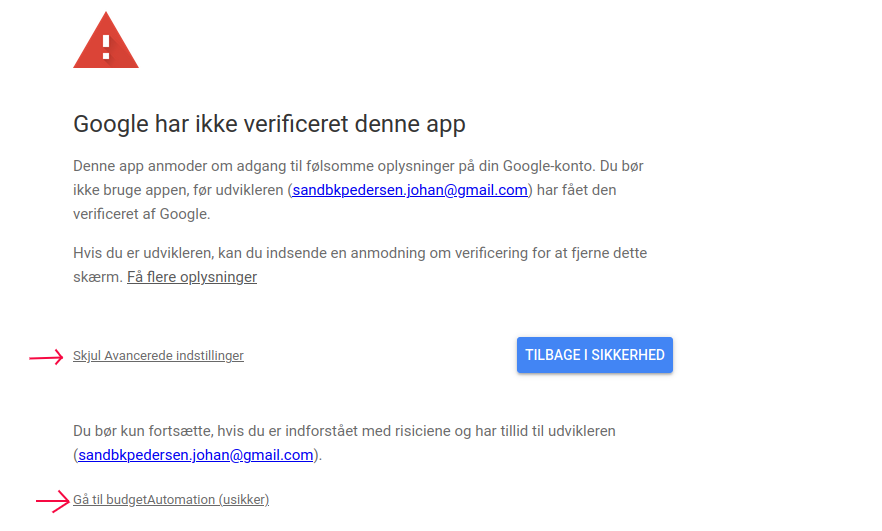 Google har ikke verificeret denne app
Denne app anmoder om adgang til følsomme oplysninger på din Google-konto. Du bør
ikke bruge appen, før udvikleren (sandbkpedersen.johan@gmail.com) har fået den
verificeret af Google.
Hvis du er udvikleren, kan du indsende en anmodning om verificering for at fjerne dette
skærm. Få flere oplysninger
Skjul Avancerede indstillinger
TILBAGE I SIKKERHED
Du bør kun fortsætte, hvis du er indforstået med risiciene og har tillid til udvikleren
(sandbkpedersen.johan@gmail.com).
Gå til budgetAutomation (usikker)